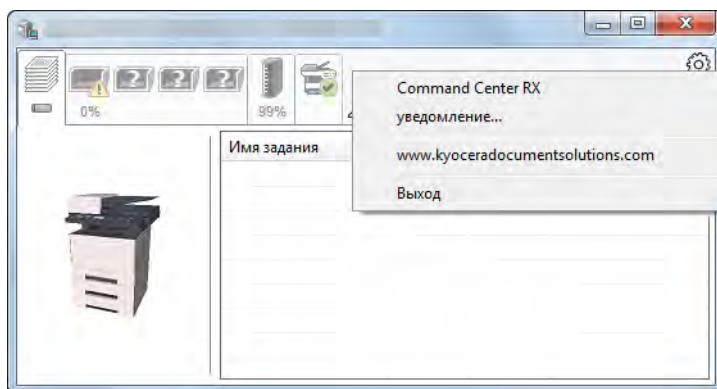 0%
99%
Имя задания
Command Center RX
уведомление...
www.kyoceradocumentsolutions.com
Выход